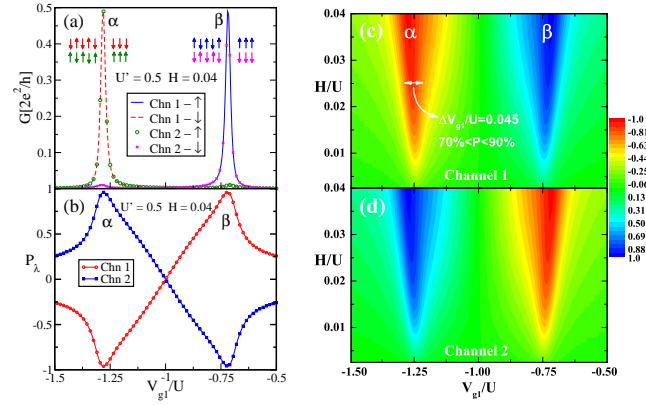 (a)
α
β
↓↑↓↑↓ ↓↓↓
↑↓↑↓↑ ↑↑↑
↑↓↑↓↑ ↑↑↑
↓↑↓↑↓ ↓↓↓
U' = 0.5 H = 0.04
Chn 1 – ↑
Chn 1 – ↓
Chn 2 – ↑
Chn 2 – ↓
G[2e²/h]
0.5
0.4
0.3
0.2
0.1
(b)
α
U' = 0.5 H = 0.04
β
Chn 1
Chn 2
P_λ
1
0.5
0
-0.5
-1
-1.5
-1.25
-1
-0.75
-0.5
V_g1/U
(c)
α
β
ΔV_g1/U=0.045
70%<P<90%
Channel 1
H/U
0.04
0.03
0.02
0.01
0.04
(d)
Channel 2
H/U
0.03
0.02
0.01
-1.50
-1.25
-1.00
-0.75
-0.50
V_g1/U
-1.0
-0.81
-0.63
-0.44
-0.25
-0.06
0.13
0.31
0.50
0.69
0.88
1.00